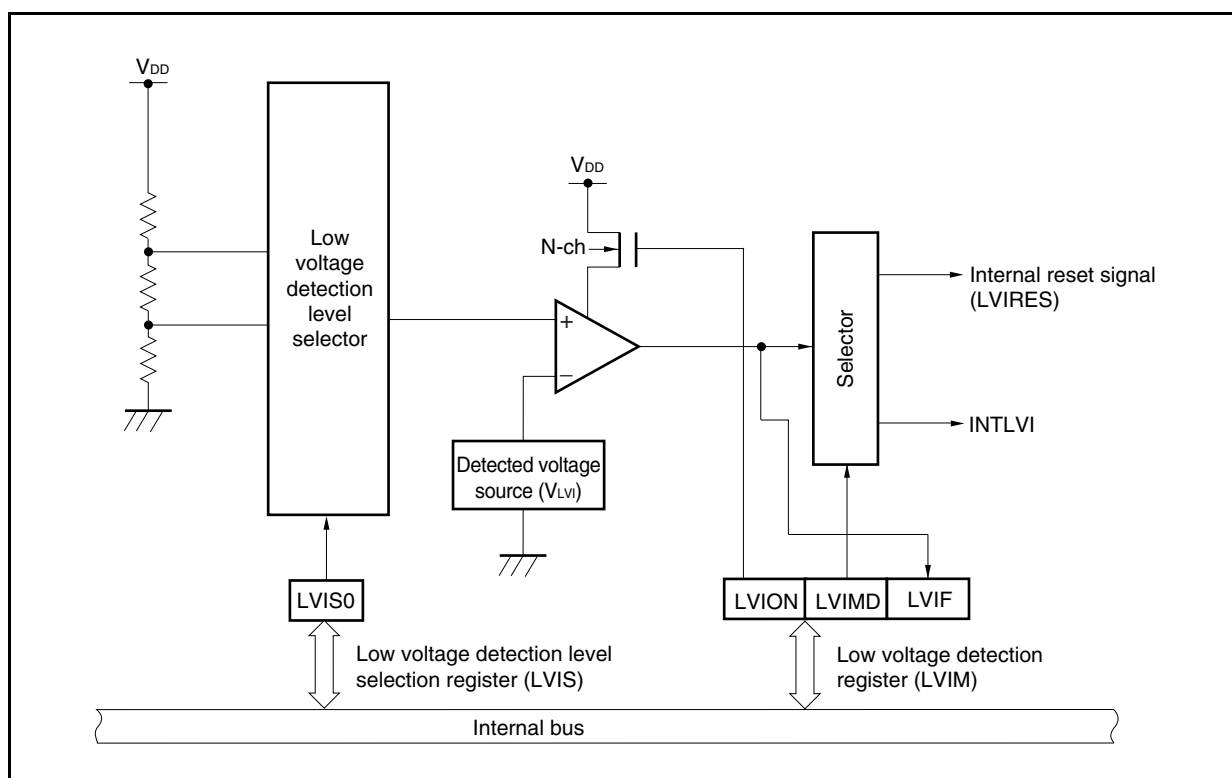 VDD
Low
voltage
detection
level
selector
VDD
N-ch
+
−
Detected voltage
source (VLVI)
Selector
Internal reset signal
(LVIRES)
INTLVI
LVIS0
LVION
LVIMD
LVIF
Low voltage detection level
selection register (LVIS)
Low voltage detection
register (LVIM)
Internal bus